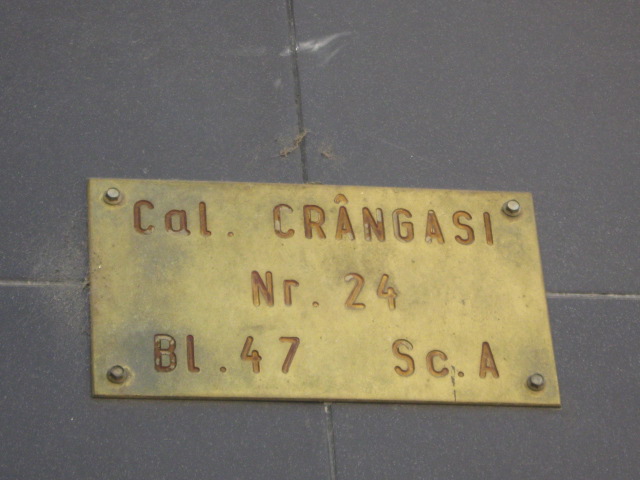 Cal. CRÂNGASI
Nr. 24
Bl. 47 Sc. A